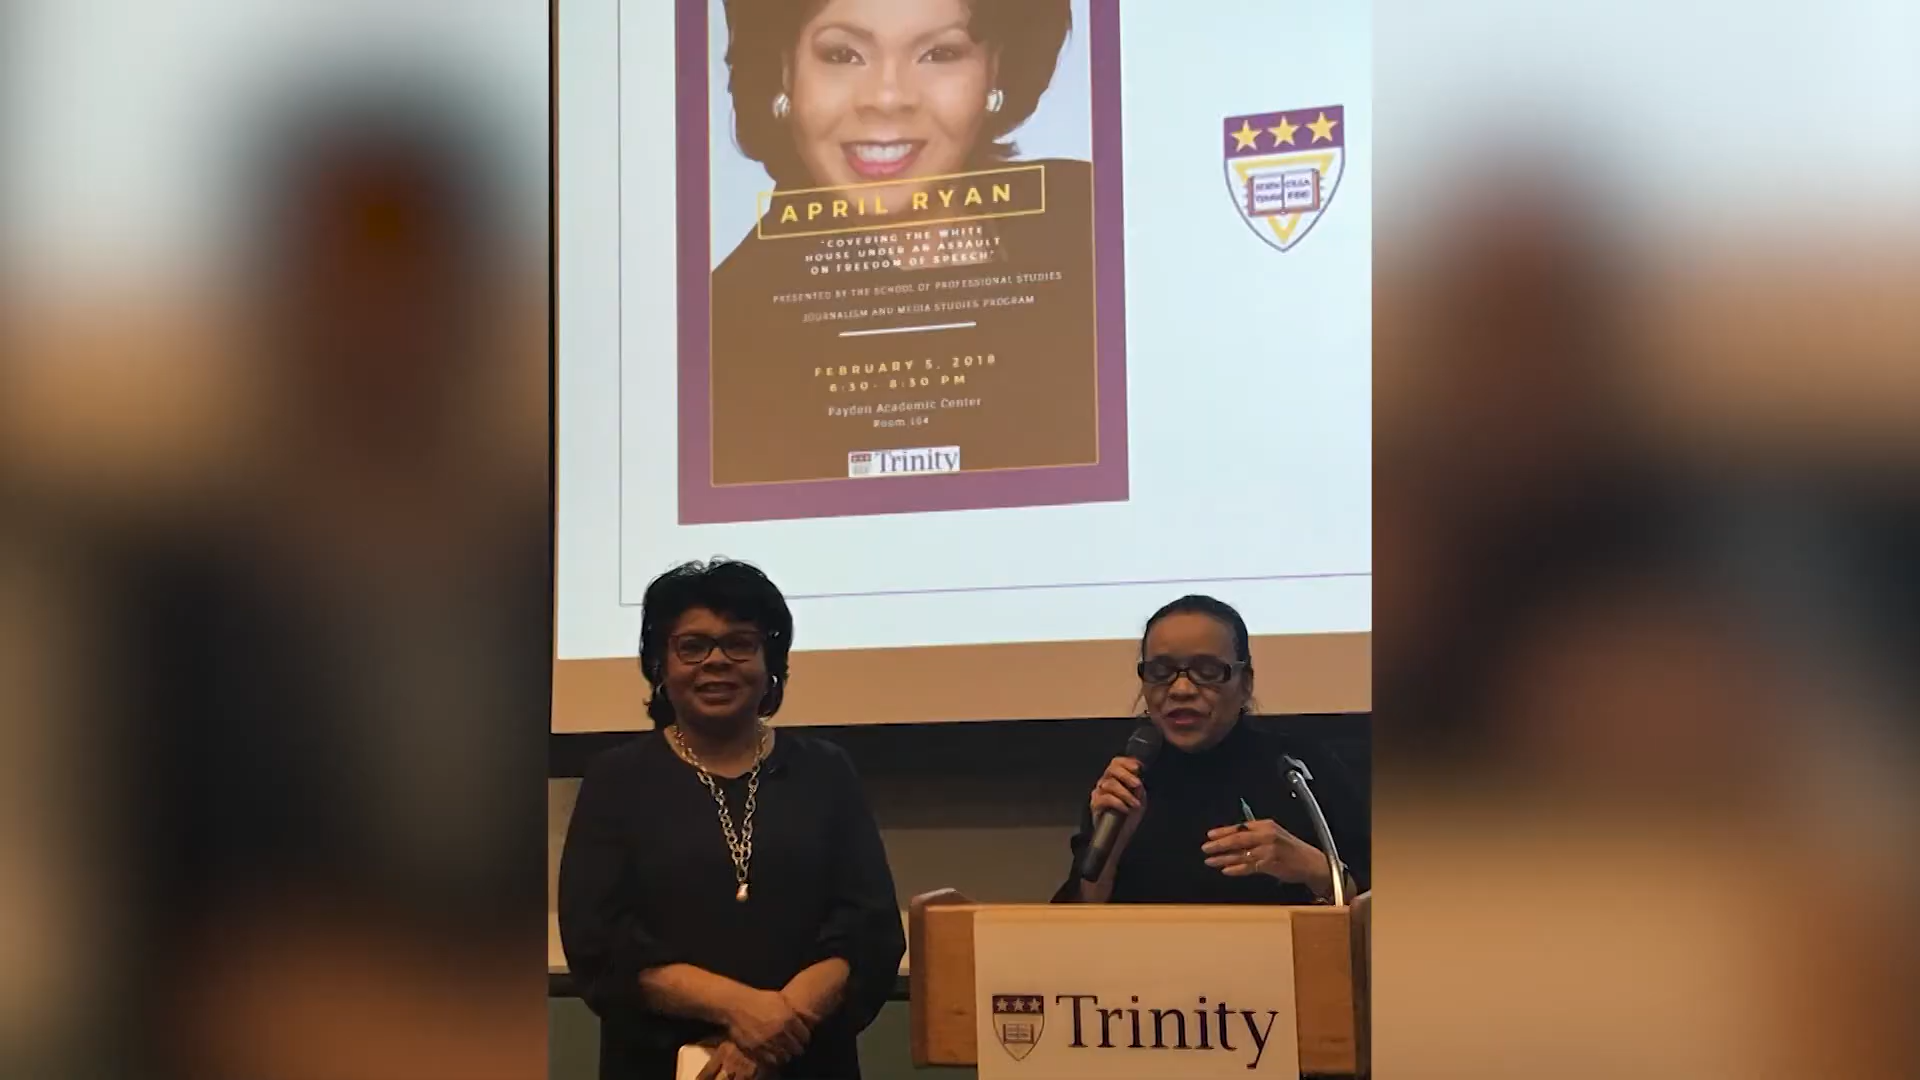 APRIL RYAN
"COVERING THE WHITE
HOUSE UNDER AN ASSAULT
ON FREEDOM OF SPEECH"
PRESENTED BY THE SCHOOL OF PROFESSIONAL STUDIES
JOURNALISM AND MEDIA STUDIES PROGRAM
FEBRUARY 5, 2018
6:30- 8:30 PM
Payden Academic Center
Room 104
Trinity
Trinity